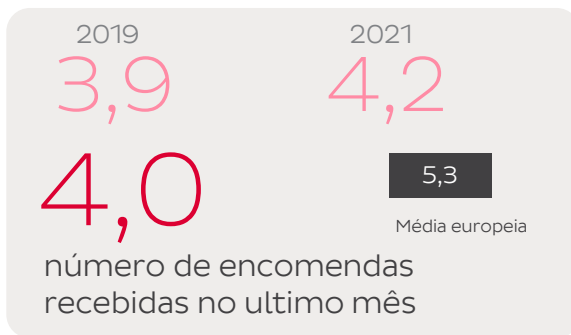 2019
2021
3,9
4,2
4,0
5,3
Média europeia
número de encomendas
recebidas no ultimo mês